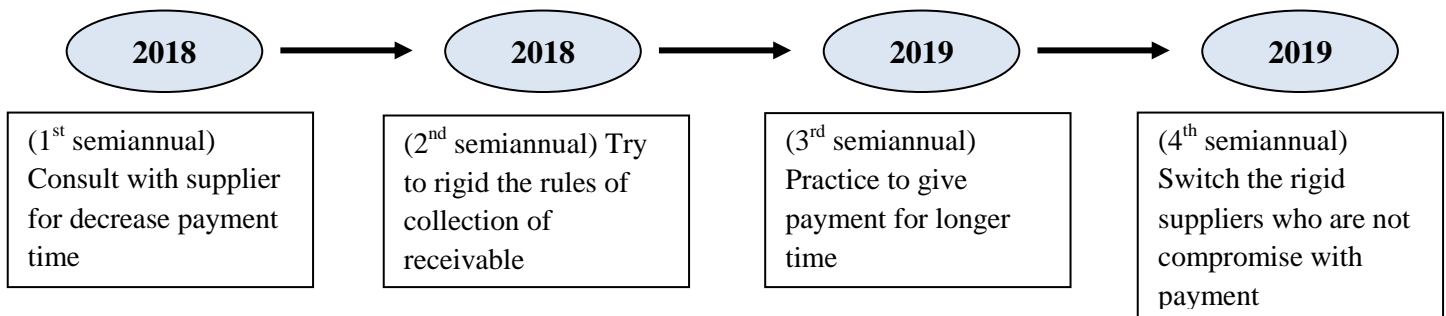 2018
2018
2019
2019
(1st semiannual)
Consult with supplier
for decrease payment
time
(2nd semiannual) Try
to rigid the rules of
collection of
receivable
(3rd semiannual)
Practice to give
payment for longer
time
(4th semiannual)
Switch the rigid
suppliers who are not
compromise with
payment